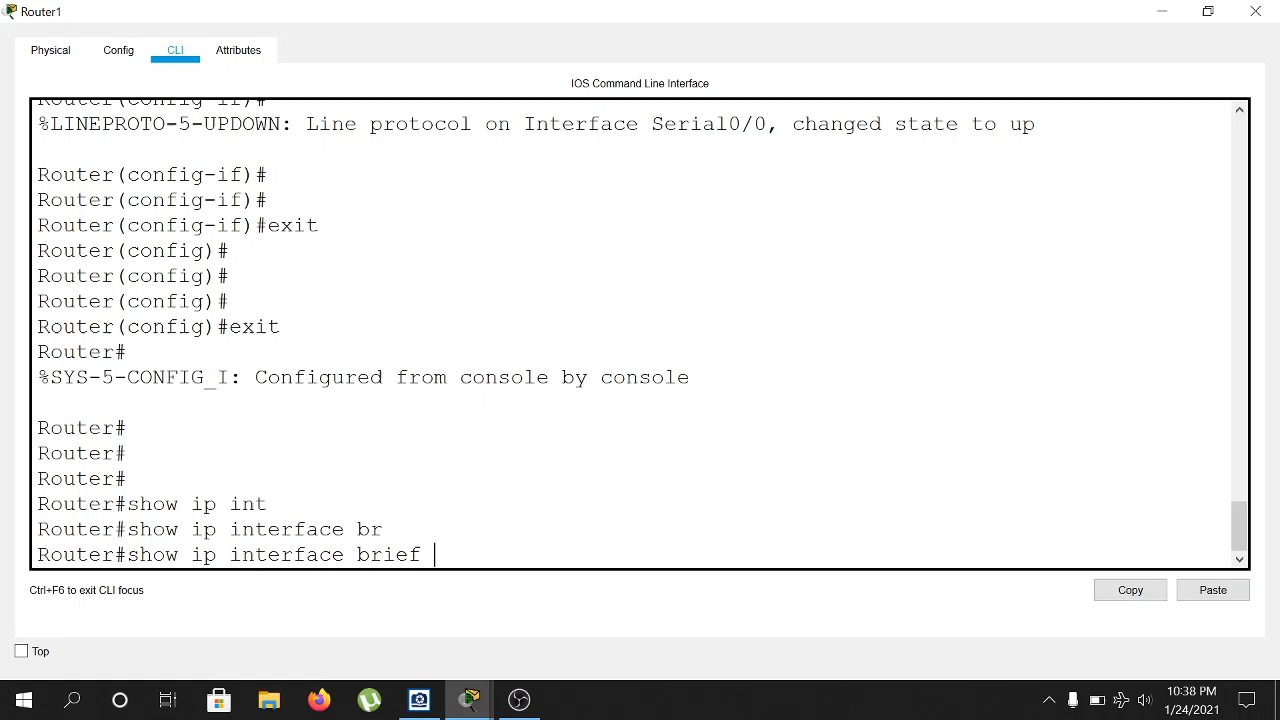 Router1
Physical
Config
CLI
Attributes
IOS Command Line Interface
Router(config-if)#
%LINEPROTO-5-UPDOWN: Line protocol on Interface Serial0/0, changed state to up
Router(config-if)#
Router(config-if)#
Router(config-if)#exit
Router(config)#
Router(config)#
Router(config)#
Router(config)#exit
Router#
%SYS-5-CONFIG_I: Configured from console by console
Router#
Router#
Router#
Router#show ip int
Router#show ip interface br
Router#show ip interface brief
Ctrl+F6 to exit CLI focus
Copy
Paste
Top
10:38 PM
1/24/2021